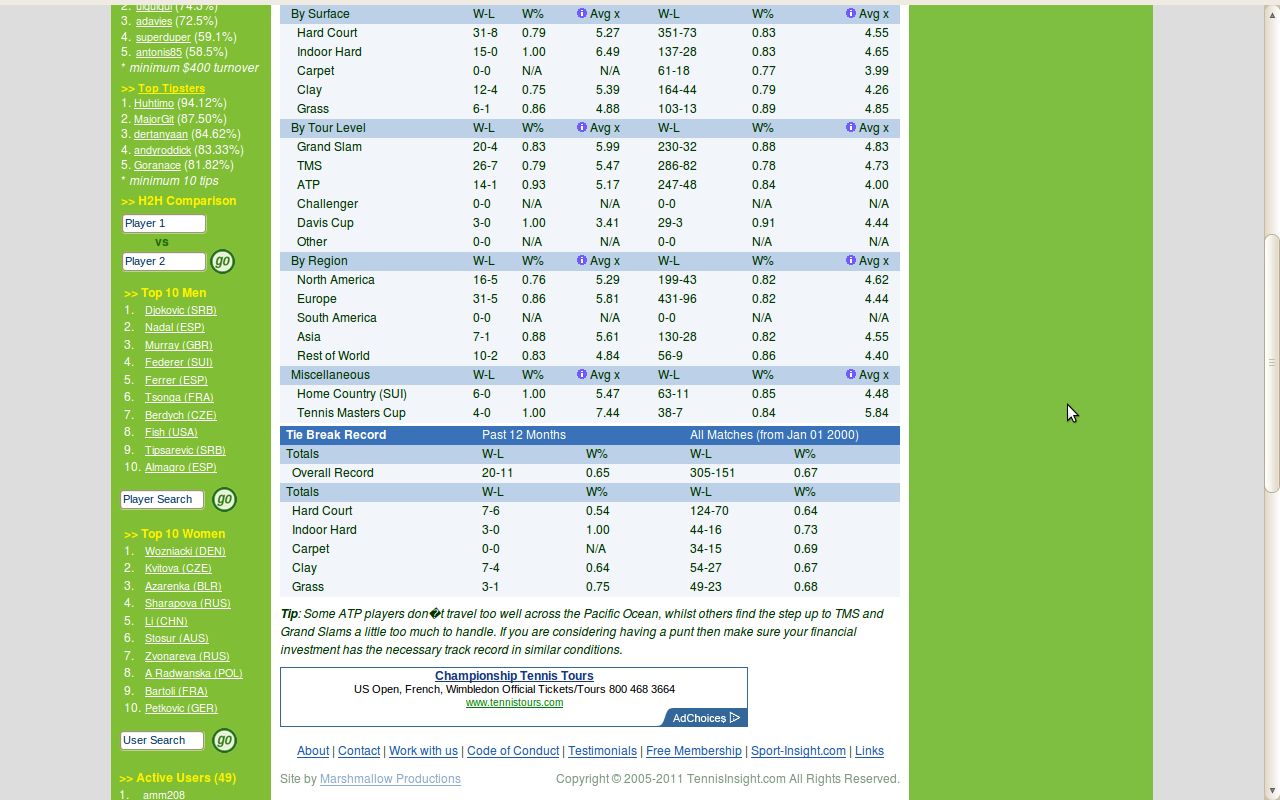 2. uiquiqui (74.3%)
3. adavies (72.5%)
4. superduper (59.1%)
5. antonis85 (58.5%)
* minimum $400 turnover
>> Top Tipsters
1. Huhtimo (94.12%)
2. MajorGit (87.50%)
3. dertanyaan (84.62%)
4. andyroddick (83.33%)
5. Goranace (81.82%)
* minimum 10 tips
>> H2H Comparison
Player 1
vs
Player 2 go
>> Top 10 Men
1. Djokovic (SRB)
2. Nadal (ESP)
3. Murray (GBR)
4. Federer (SUI)
5. Ferrer (ESP)
6. Tsonga (FRA)
7. Berdych (CZE)
8. Fish (USA)
9. Tipsarevic (SRB)
10. Almagro (ESP)
Player Search go
>> Top 10 Women
1. Wozniacki (DEN)
2. Kvitova (CZE)
3. Azarenka (BLR)
4. Sharapova (RUS)
5. Li (CHN)
6. Stosur (AUS)
7. Zvonareva (RUS)
8. A Radwanska (POL)
9. Bartoli (FRA)
10. Petkovic (GER)
User Search go
>> Active Users (49)
1. amm208
By Surface W-L W% Avg x W-L W% Avg x
Hard Court 31-8 0.79 5.27 351-73 0.83 4.55
Indoor Hard 15-0 1.00 6.49 137-28 0.83 4.65
Carpet 0-0 N/A N/A 61-18 0.77 3.99
Clay 12-4 0.75 5.39 164-44 0.79 4.26
Grass 6-1 0.86 4.88 103-13 0.89 4.85
By Tour Level W-L W% Avg x W-L W% Avg x
Grand Slam 20-4 0.83 5.99 230-32 0.88 4.83
TMS 26-7 0.79 5.47 286-82 0.78 4.73
ATP 14-1 0.93 5.17 247-48 0.84 4.00
Challenger 0-0 N/A N/A 0-0 N/A N/A
Davis Cup 3-0 1.00 3.41 29-3 0.91 4.44
Other 0-0 N/A N/A 0-0 N/A N/A
By Region W-L W% Avg x W-L W% Avg x
North America 16-5 0.76 5.29 199-43 0.82 4.62
Europe 31-5 0.86 5.81 431-96 0.82 4.44
South America 0-0 N/A N/A 0-0 N/A N/A
Asia 7-1 0.88 5.61 130-28 0.82 4.55
Rest of World 10-2 0.83 4.84 56-9 0.86 4.40
Miscellaneous W-L W% Avg x W-L W% Avg x
Home Country (SUI) 6-0 1.00 5.47 63-11 0.85 4.48
Tennis Masters Cup 4-0 1.00 7.44 38-7 0.84 5.84
Tie Break Record Past 12 Months All Matches (from Jan 01 2000)
Totals W-L W% W-L W%
Overall Record 20-11 0.65 305-151 0.67
Totals W-L W% W-L W%
Hard Court 7-6 0.54 124-70 0.64
Indoor Hard 3-0 1.00 44-16 0.73
Carpet 0-0 N/A 34-15 0.69
Clay 7-4 0.64 54-27 0.67
Grass 3-1 0.75 49-23 0.68
Tip: Some ATP players don�t travel too well across the Pacific Ocean, whilst others find the step up to TMS and
Grand Slams a little too much to handle. If you are considering having a punt then make sure your financial
investment has the necessary track record in similar conditions.
Championship Tennis Tours
US Open, French, Wimbledon Official Tickets/Tours 800 468 3664
www.tennistours.com
AdChoices
About | Contact | Work with us | Code of Conduct | Testimonials | Free Membership | Sport-Insight.com | Links
Site by Marshmallow Productions Copyright © 2005-2011 TennisInsight.com All Rights Reserved.